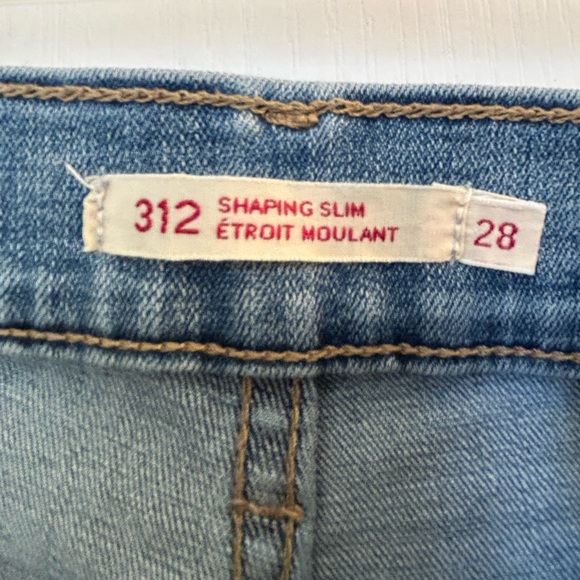 312 SHAPING SLIM
ÉTROIT MOULANT
28